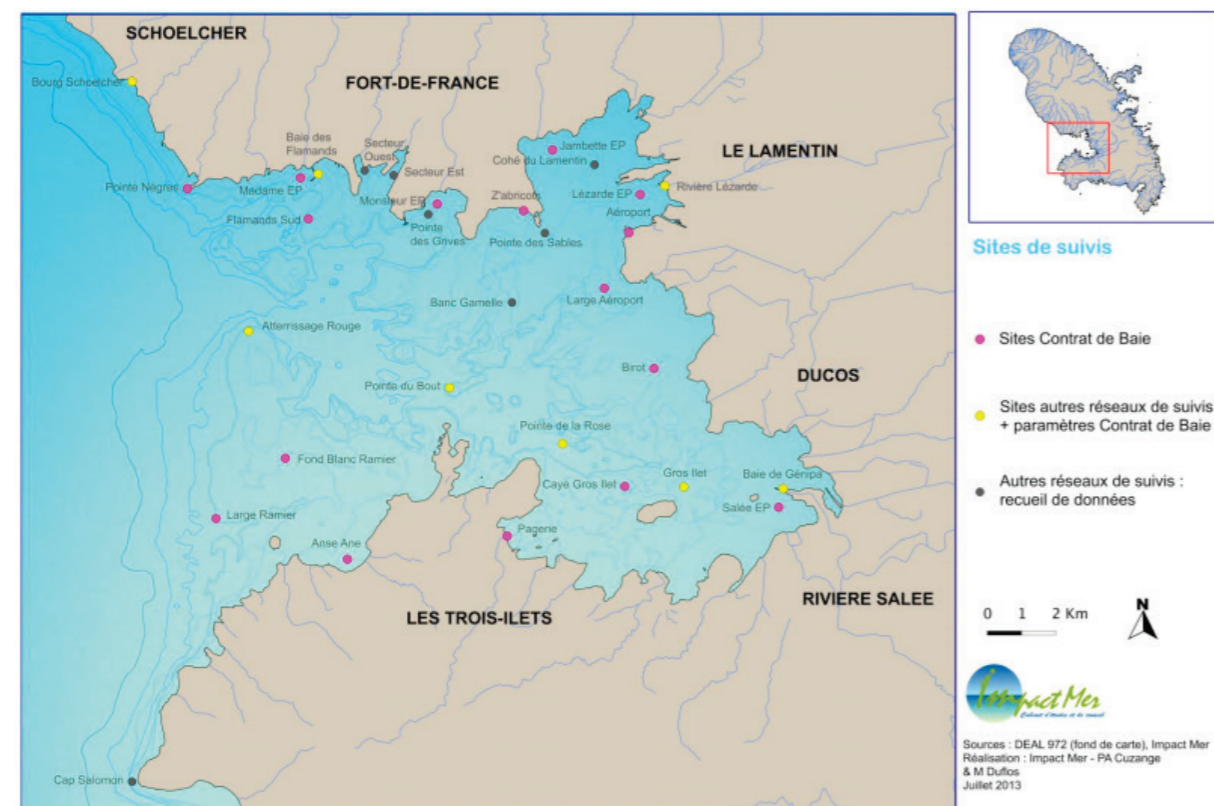 SCHOELCHER
FORT-DE-FRANCE
Bourg Schoelcher
Baie des
Flamands
Secteur
Ouest
Secteur Est
Jambette EP
Cohé du Lamentin
LE LAMENTIN
Pointe Nègres
Madame EP
Monsieur EP
Z'abricots
Lézarde EP
Rivière Lézarde
Flamands Sud
Pointe
des Grives
Pointe des Sables
Aéroport
Banc Gamelle
Large Aéroport
Atterrissage Rouge
Birot
DUCOS
Pointe du Bout
Pointe de la Rose
Fond Blanc Ramier
Caye Gros Ilet
Gros Ilet
Baie de Génipa
Salée EP
Large Ramier
Pagerie
Anse Ane
LES TROIS-ILETS
RIVIERE SALEE
Cap Salomon
Sites de suivis
Sites Contrat de Baie
Sites autres réseaux de suivis
+ paramètres Contrat de Baie
Autres réseaux de suivis :
recueil de données
0 1 2 Km
N
Impact Mer
Cabinet d'études et de conseil
Sources : DEAL 972 (fond de carte), Impact Mer
Réalisation : Impact Mer - PA Cuzange
& M Duflos
Juillet 2013